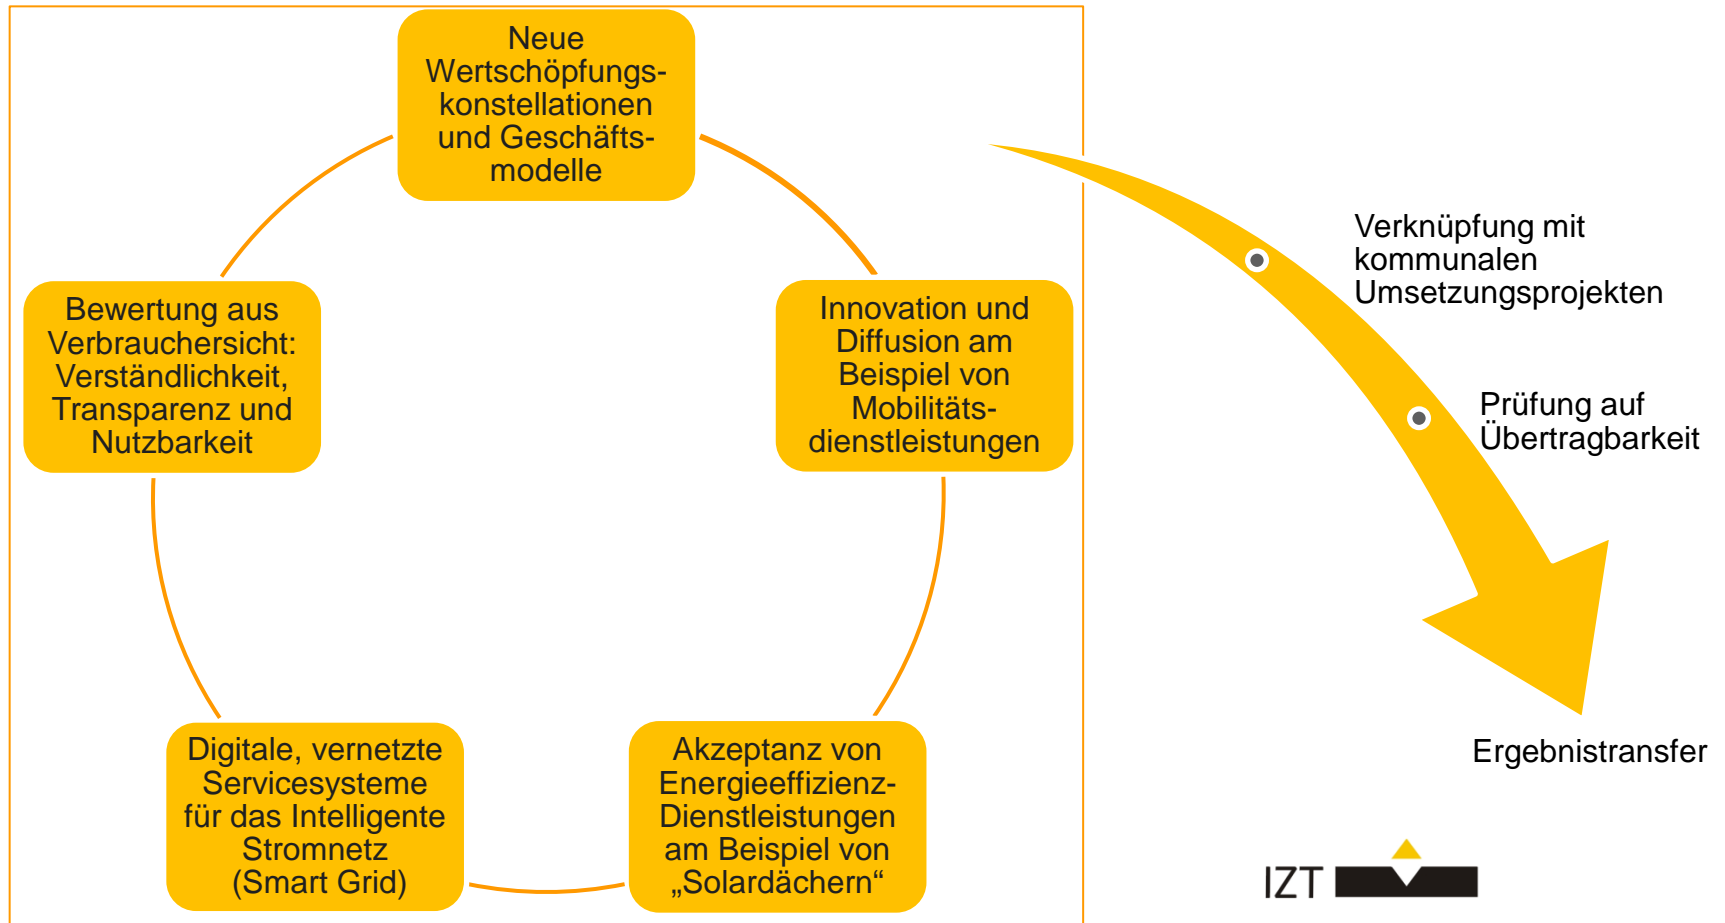 Neue
Wertschöpfungs-
konstellationen
und Geschäfts-
modelle
Innovation und
Diffusion am
Beispiel von
Mobilitäts-
dienstleistungen
Akzeptanz von
Energieeffizienz-
Dienstleistungen
am Beispiel von
„Solardächern“
Digitale, vernetzte
Servicesysteme
für das Intelligente
Stromnetz
(Smart Grid)
Bewertung aus
Verbrauchersicht:
Verständlichkeit,
Transparenz und
Nutzbarkeit
Verknüpfung mit
kommunalen
Umsetzungsprojekten
Prüfung auf
Übertragbarkeit
Ergebnistransfer
IZT